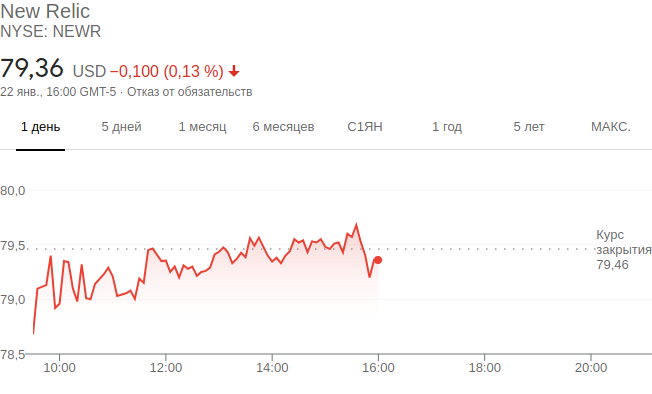 New Relic
NYSE: NEWR
79,36 USD −0,100 (0,13 %)
22 янв., 16:00 GMT-5 · Отказ от обязательств
1 день 5 дней 1 месяц 6 месяцев С1ЯН 1 год 5 лет МАКС.
80,0
79,5
79,0
78,5
Курс
закрытия
79,46
10:00 12:00 14:00 16:00 18:00 20:00